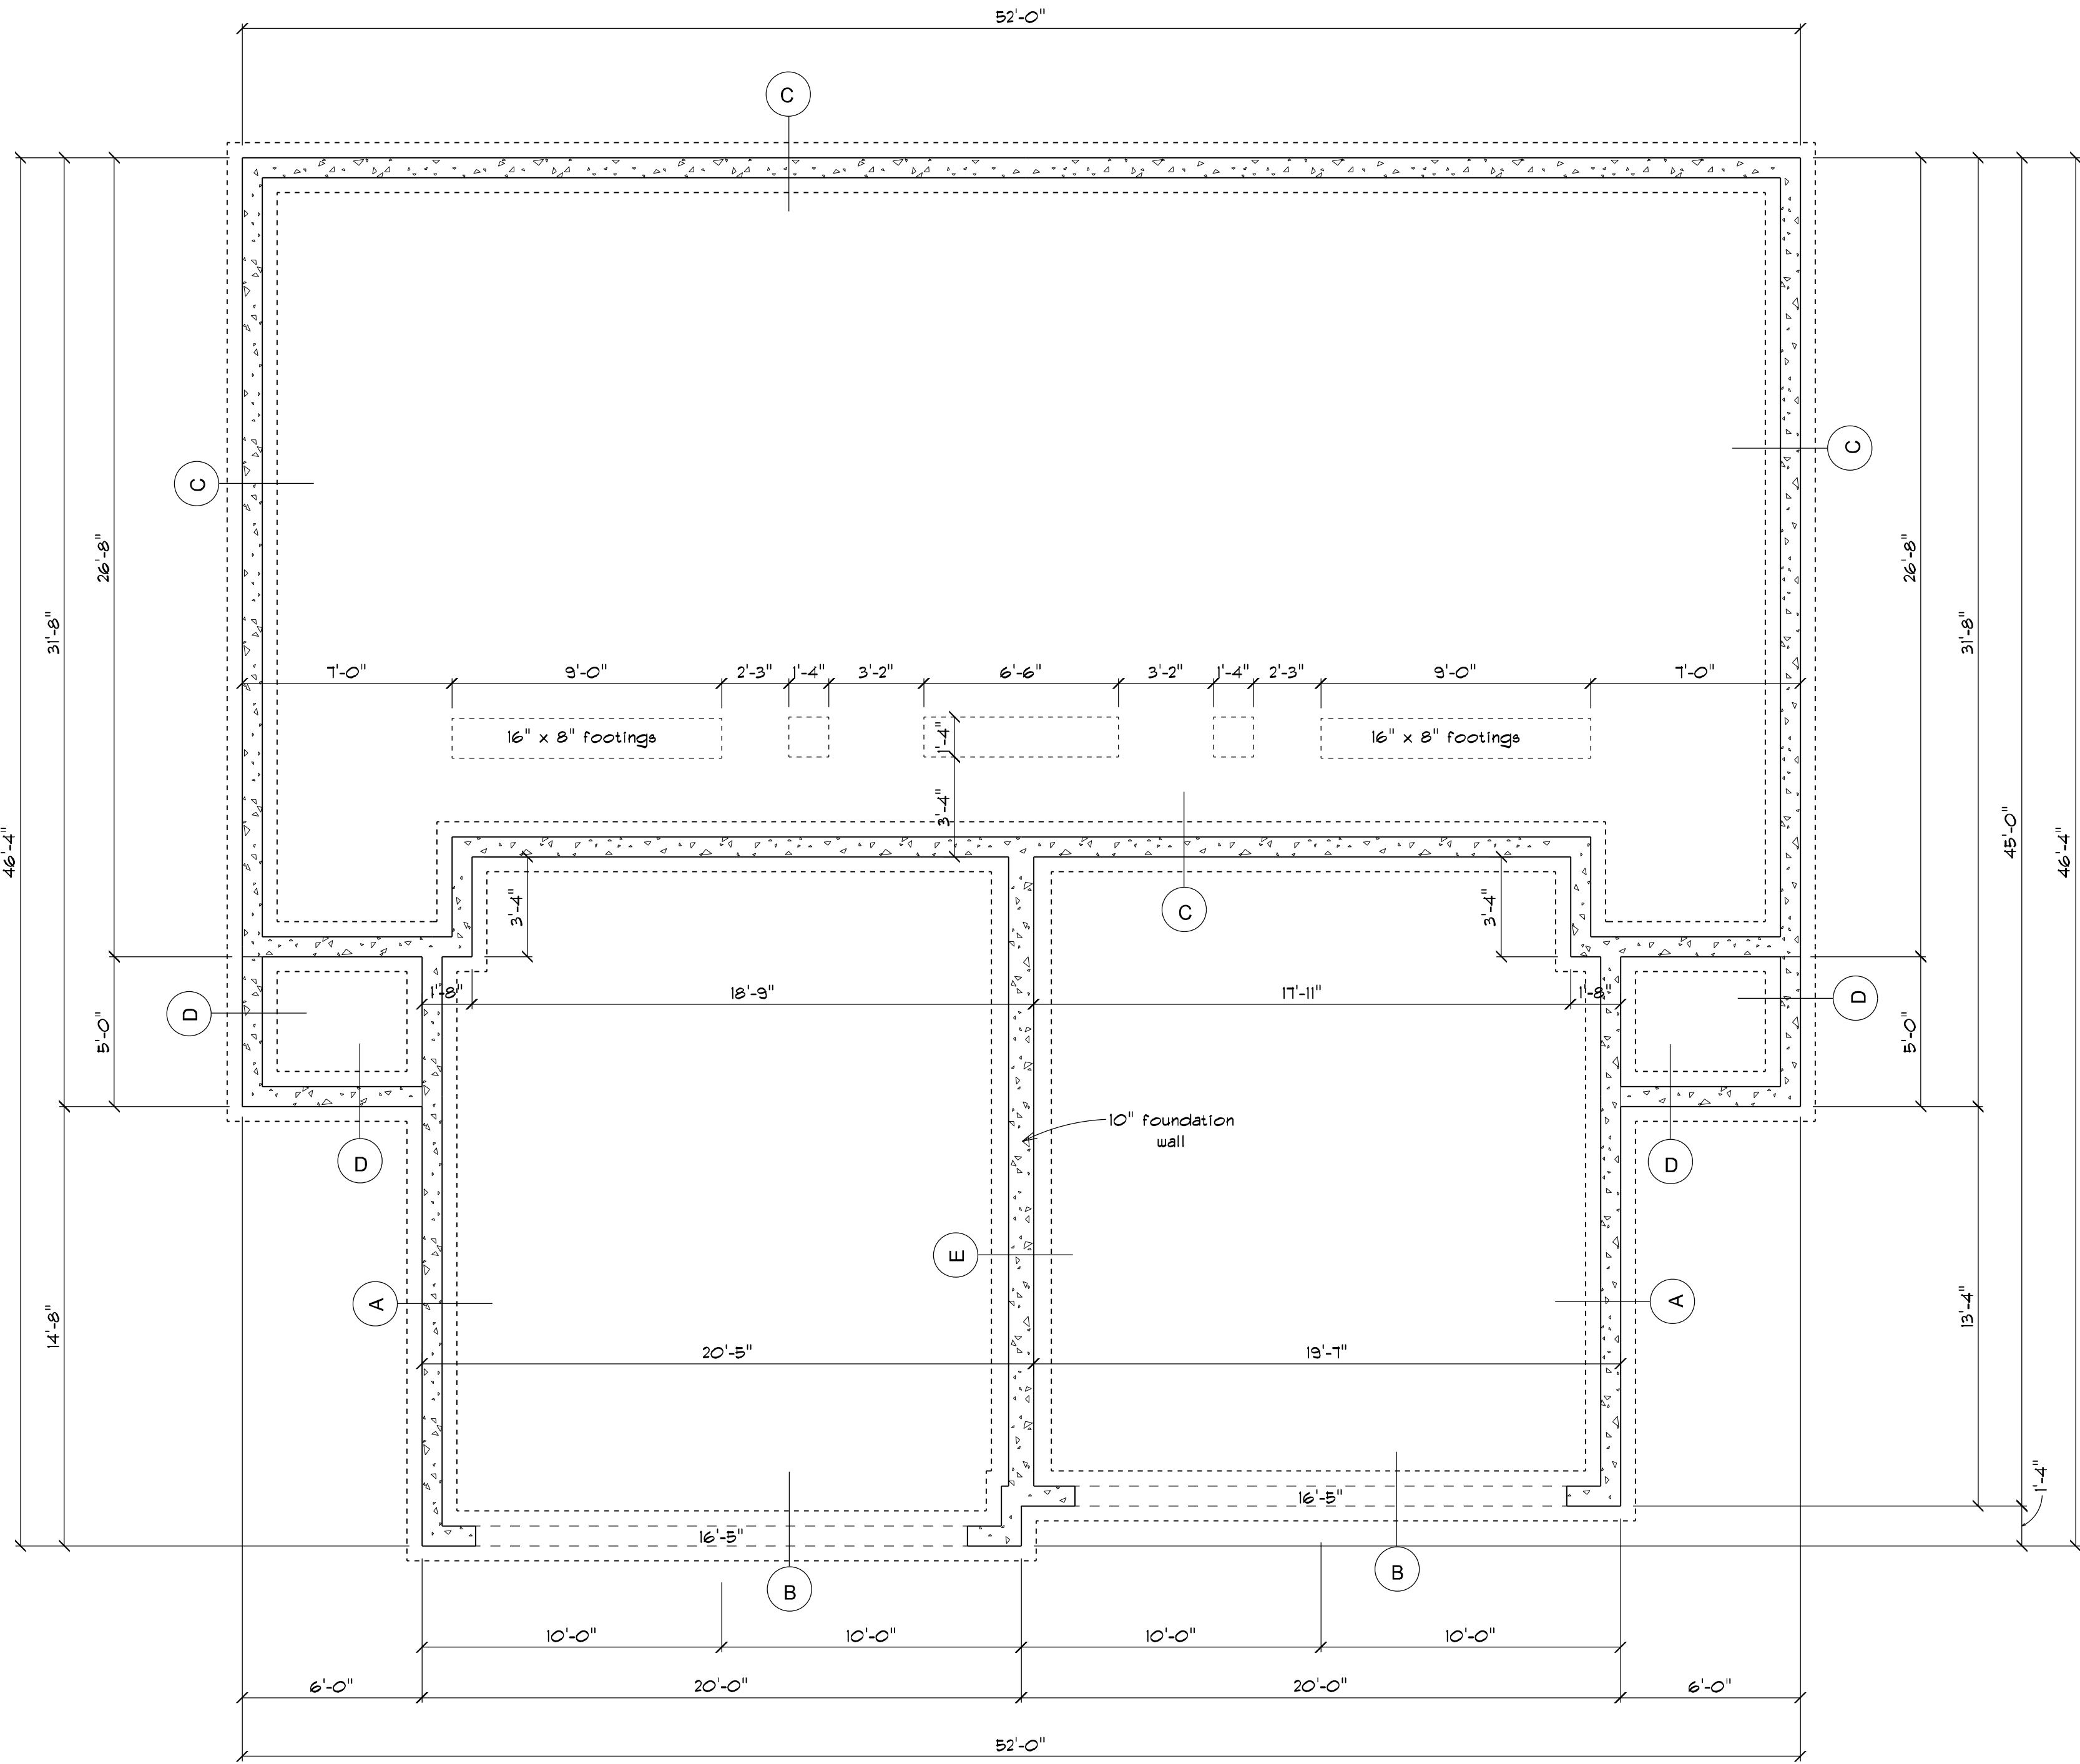 52'-0"
C
C
C
46'-4"
31'-8"
26'-8"
26'-8"
31'-8"
45'-0"
46'-4"
7'-0"
9'-0"
2'-3"
1'-4"
3'-2"
6'-6"
3'-2"
1'-4"
2'-3"
9'-0"
7'-0"
16" x 8" footings
1'-4"
16" x 8" footings
3'-4"
3'-4"
C
3'-4"
1'-8"
18'-9"
17'-11"
1'-8"
D
D
5'-0"
5'-0"
10" foundation
wall
D
D
E
A
A
14'-8"
13'-4"
20'-5"
19'-7"
1'-4"
16'-5"
16'-5"
B
B
10'-0"
10'-0"
10'-0"
10'-0"
6'-0"
20'-0"
20'-0"
6'-0"
52'-0"